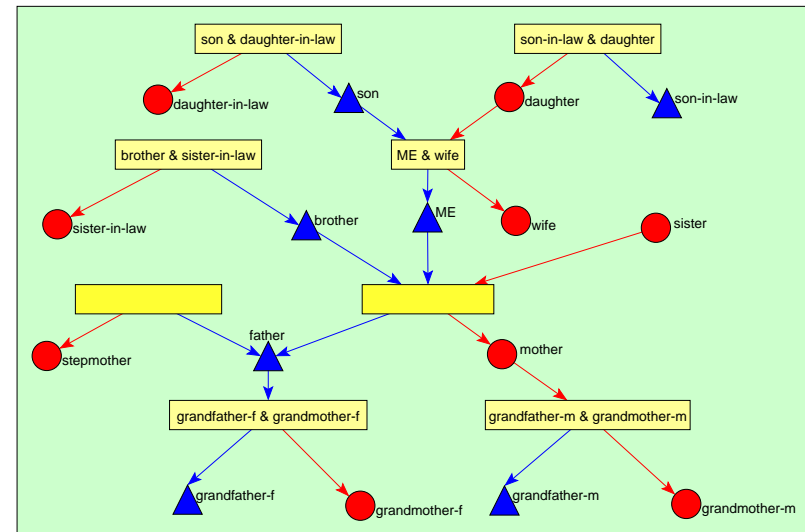 son & daughter-in-law
son-in-law & daughter
daughter-in-law
son
daughter
son-in-law
brother & sister-in-law
ME & wife
sister-in-law
brother
ME
wife
sister
father
stepmother
mother
grandfather-f & grandmother-f
grandfather-m & grandmother-m
grandfather-f
grandmother-f
grandfather-m
grandmother-m